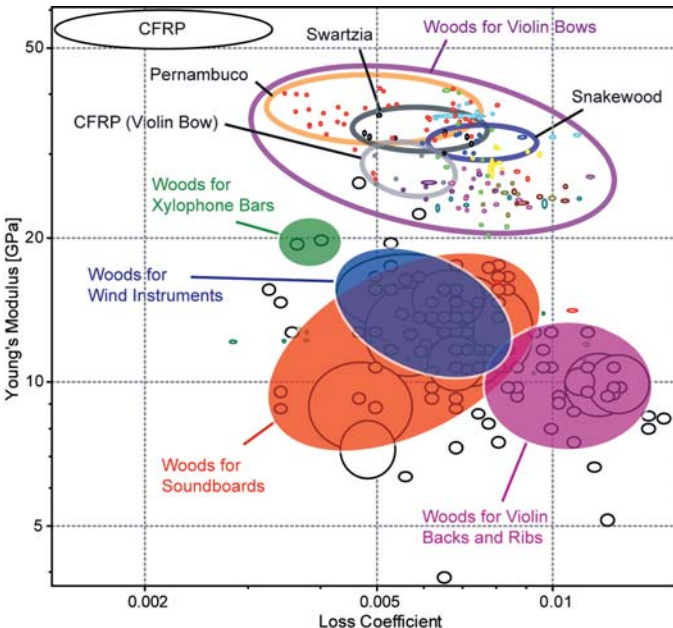 CFRP
Swartzia
Woods for Violin Bows
Pernambuco
Snakewood
CFRP (Violin Bow)
Woods for
Xylophone Bars
Woods for
Wind Instruments
Woods for
Soundboards
Woods for Violin
Backs and Ribs
Young's Modulus [GPa]
50
20
10
5
0.002
0.005
0.01
Loss Coefficient